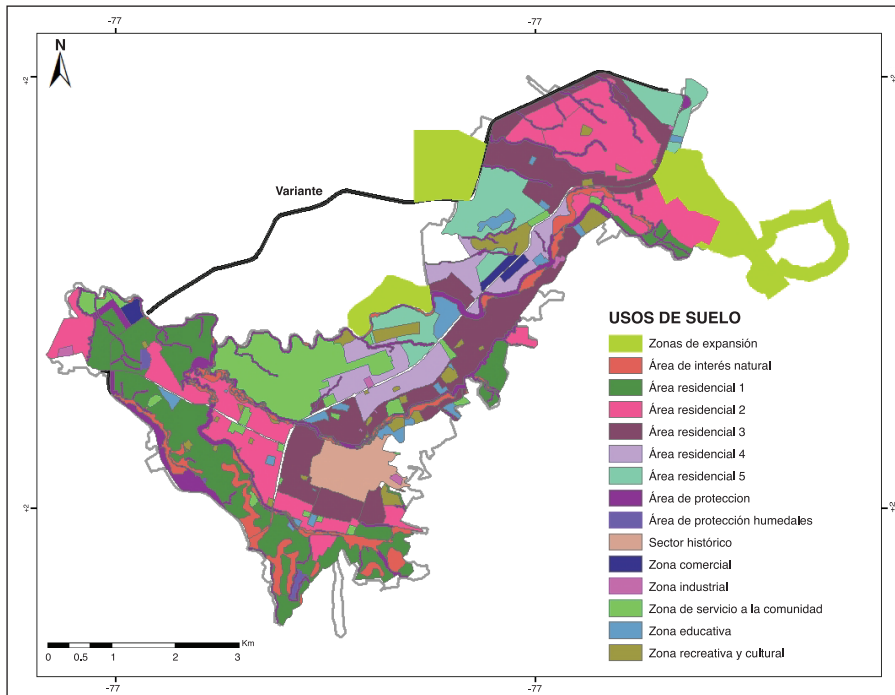 -77 -77
N
+2 +2
Variante
USOS DE SUELO
Zonas de expansión
Área de interés natural
Área residencial 1
Área residencial 2
Área residencial 3
Área residencial 4
Área residencial 5
Área de proteccion
Área de protección humedales
Sector histórico
Zona comercial
Zona industrial
Zona de servicio a la comunidad
Zona educativa
Zona recreativa y cultural
+2 +2
Km
0 0.5 1 2 3
-77 -77